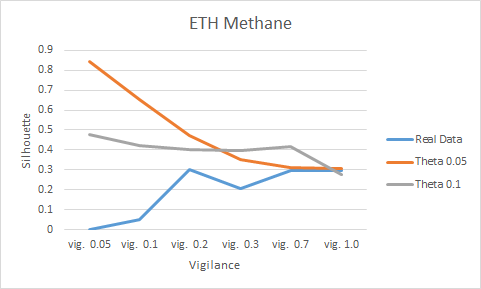 ETH Methane
0.9
0.8
0.7
0.6
0.5
0.4
0.3
0.2
0.1
0
Silhouette
vig. 0.05 vig. 0.1 vig. 0.2 vig. 0.3 vig. 0.7 vig. 1.0
Vigilance
Real Data
Theta 0.05
Theta 0.1